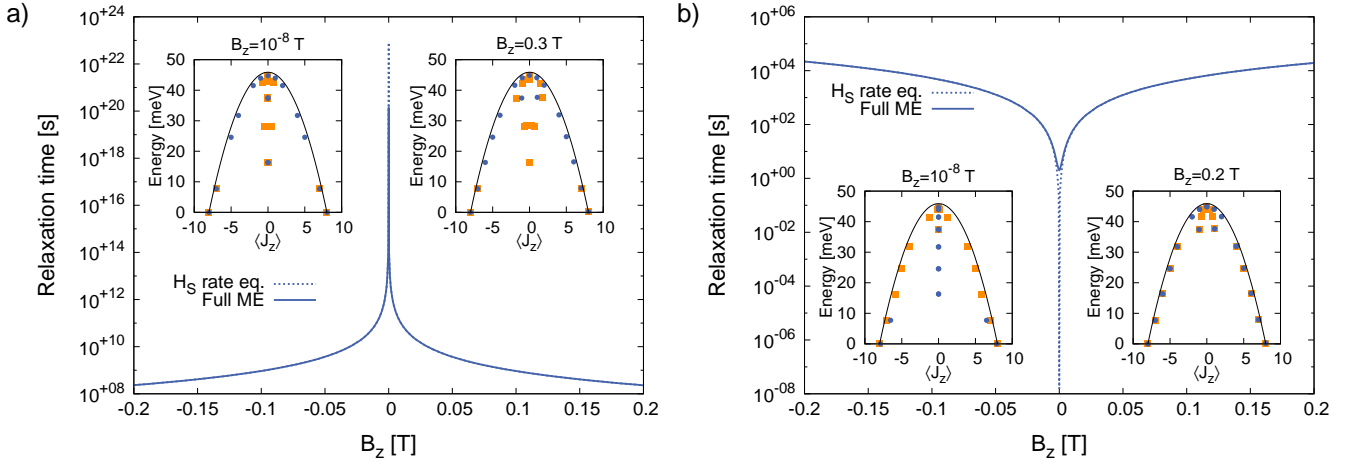 a)
10^{+24}
10^{+22}
10^{+20}
10^{+18}
10^{+16}
10^{+14}
10^{+12}
10^{+10}
10^{+08}
Relaxation time [s]
-0.2 -0.15 -0.1 -0.05 0 0.05 0.1 0.15 0.2
B_z [T]
H_S rate eq.
Full ME
B_z=10^{-8} T
50
40
30
20
10
0
Energy [meV]
-10 -5 0 5 10
⟨J_z⟩
B_z=0.3 T
50
40
30
20
10
0
Energy [meV]
-10 -5 0 5 10
⟨J_z⟩
b)
10^{+06}
10^{+04}
10^{+02}
10^{+00}
10^{-02}
10^{-04}
10^{-06}
10^{-08}
Relaxation time [s]
-0.2 -0.15 -0.1 -0.05 0 0.05 0.1 0.15 0.2
B_z [T]
H_S rate eq.
Full ME
B_z=10^{-8} T
50
40
30
20
10
0
Energy [meV]
-10 -5 0 5 10
⟨J_z⟩
B_z=0.2 T
50
40
30
20
10
0
Energy [meV]
-10 -5 0 5 10
⟨J_z⟩